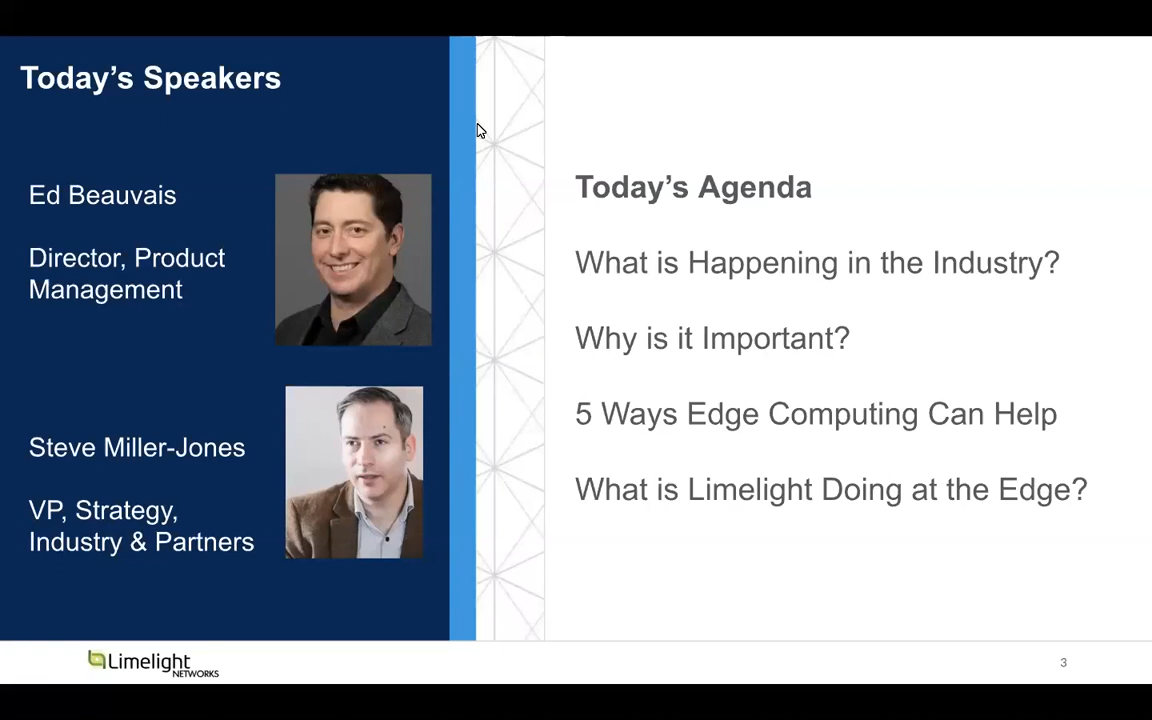 Today's Speakers
Ed Beauvais
Director, Product
Management
Steve Miller-Jones
VP, Strategy,
Industry & Partners
Today's Agenda
What is Happening in the Industry?
Why is it Important?
5 Ways Edge Computing Can Help
What is Limelight Doing at the Edge?
Limelight
NETWORKS
3